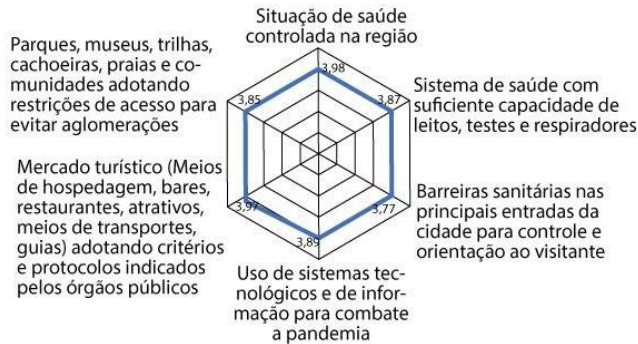 Situação de saúde
controlada na região
3,98
Parques, museus, trilhas,
cachoeiras, praias e co-
munidades adotando
restrições de acesso para
evitar aglomerações
3,85
3,87
Sistema de saúde com
suficiente capacidade de
leitos, testes e respiradores
Mercado turístico (Meios
de hospedagem, bares,
restaurantes, atrativos,
meios de transportes,
guias) adotando critérios
e protocolos indicados
pelos órgãos públicos
3,97
3,77
Barreiras sanitárias nas
principais entradas da
cidade para controle e
orientação ao visitante
3,89
Uso de sistemas tec-
nológicos e de infor-
mação para combate
a pandemia